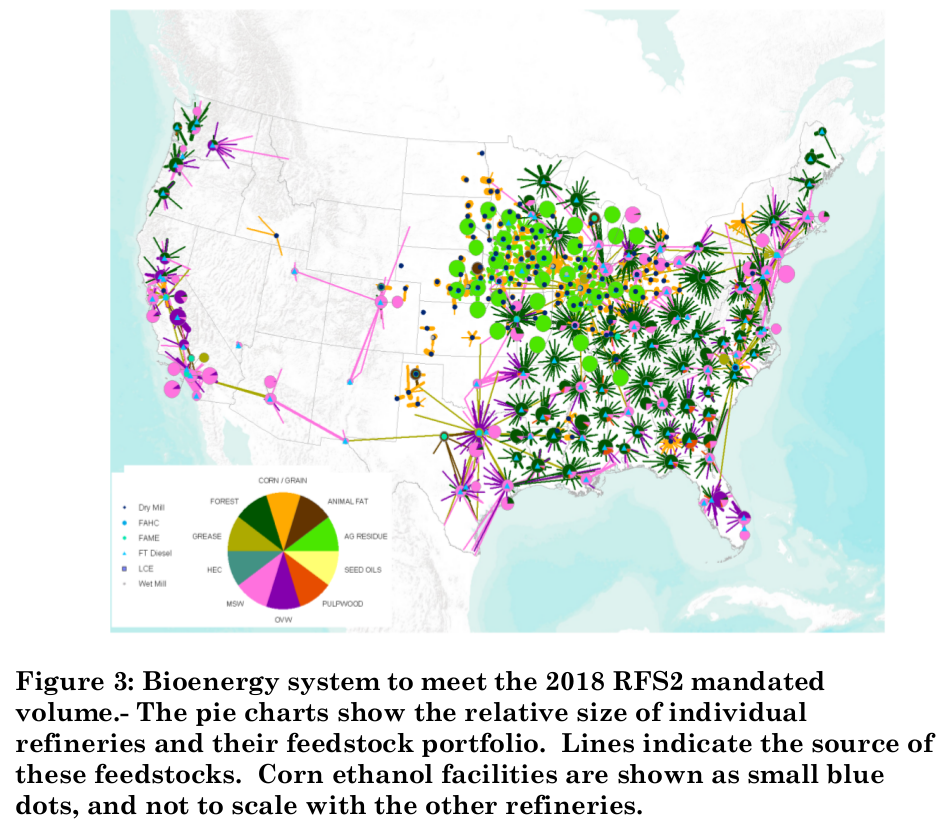 CORN / GRAIN
FOREST
ANIMAL FAT
Dry Mill
FAHC
GREASE
AG RESIDUE
FAME
FT Diesel
HEC
SEED OILS
LCE
Wet Mill
MSW
PULPWOOD
OVW
Figure 3: Bioenergy system to meet the 2018 RFS2 mandated
volume.- The pie charts show the relative size of individual
refineries and their feedstock portfolio.  Lines indicate the source of
these feedstocks.  Corn ethanol facilities are shown as small blue
dots, and not to scale with the other refineries.